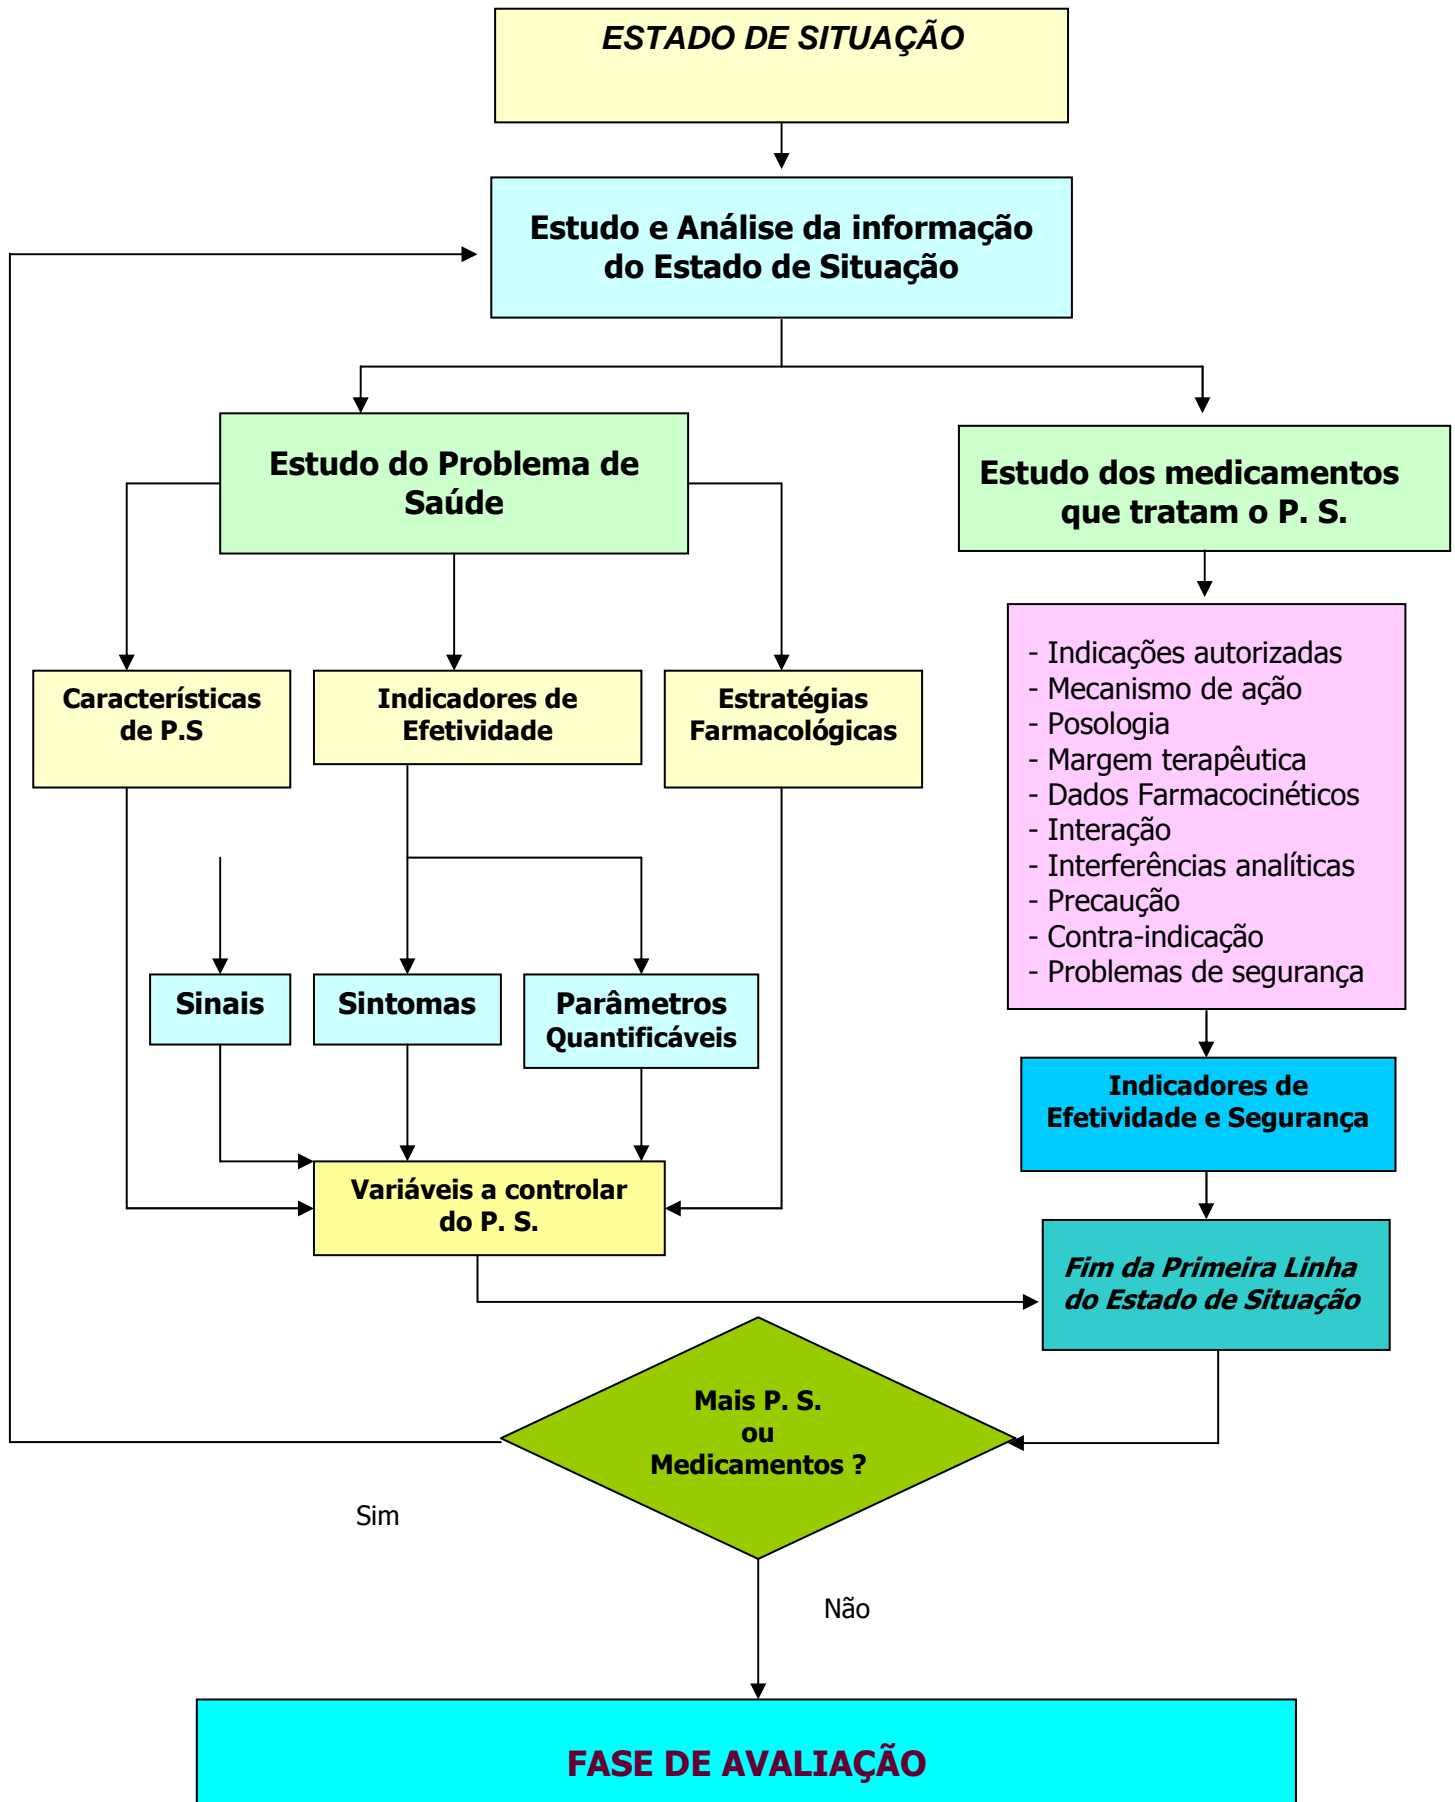 ESTADO DE SITUAÇÃO
Estudo e Análise da informação
do Estado de Situação
Estudo do Problema de
Saúde
Estudo dos medicamentos
que tratam o P. S.
Características
de P.S
Indicadores de
Efetividade
Estratégias
Farmacológicas
- Indicações autorizadas
- Mecanismo de ação
- Posologia
- Margem terapêutica
- Dados Farmacocinéticos
- Interação
- Interferências analíticas
- Precaução
- Contra-indicação
- Problemas de segurança
Sinais
Sintomas
Parâmetros
Quantificáveis
Indicadores de
Efetividade e Segurança
Variáveis a controlar
do P. S.
Fim da Primeira Linha
do Estado de Situação
Mais P. S.
ou
Medicamentos ?
Sim
Não
FASE DE AVALIAÇÃO